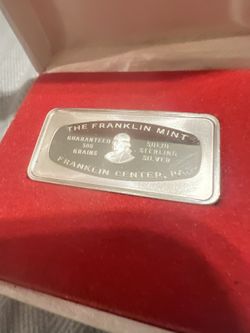 THE FRANKLIN MINT
GUARANTEED
500
GRAINS
SOLID
STERLING
SILVER
FRANKLIN CENTER, PA.